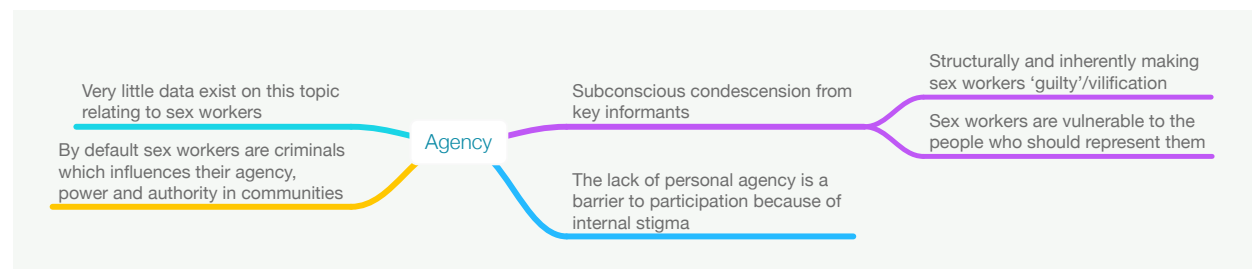 Very little data exist on this topic
relating to sex workers
By default sex workers are criminals
which influences their agency,
power and authority in communities
Agency
Subconscious condescension from
key informants
The lack of personal agency is a
barrier to participation because of
internal stigma
Structurally and inherently making
sex workers ‘guilty’/vilification
Sex workers are vulnerable to the
people who should represent them